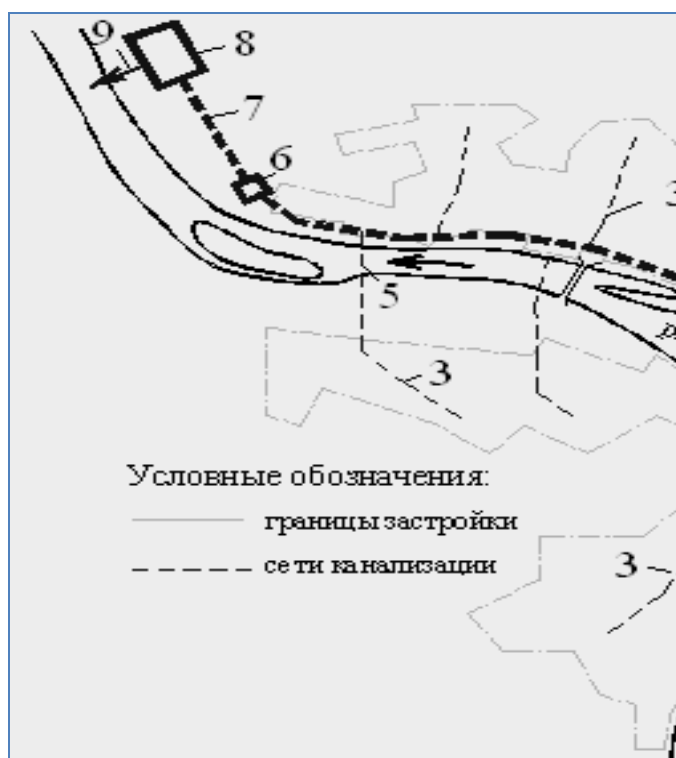 9
8
7
6
3
5
р
3
Условные обозначения:
границы застройки
сети канализации
3